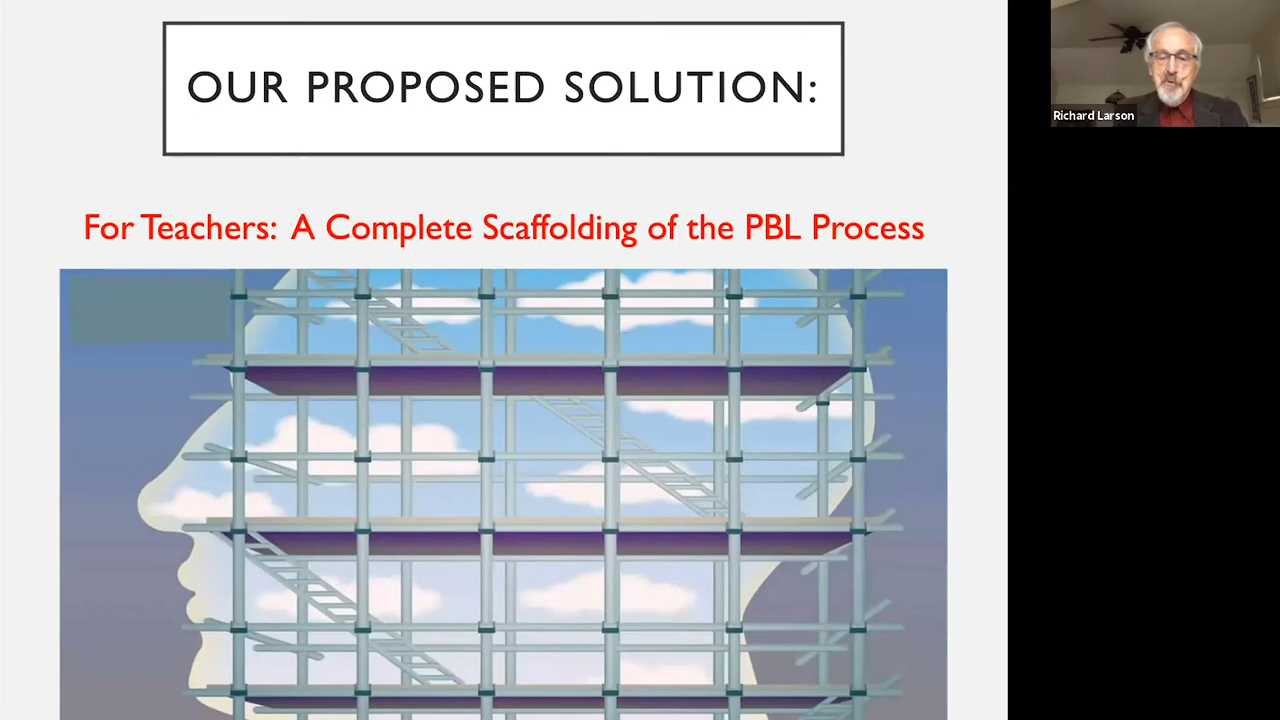 OUR PROPOSED SOLUTION:
For Teachers: A Complete Scaffolding of the PBL Process
Richard Larson